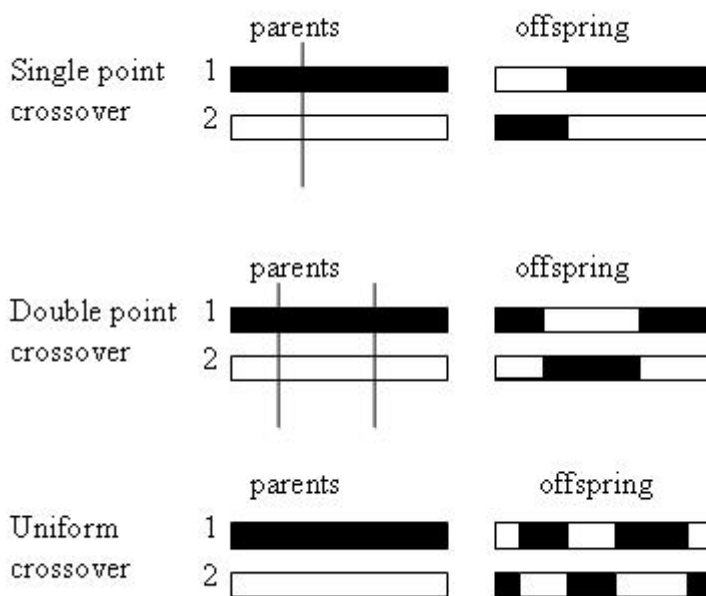 parents offspring
Single point 1
crossover 2
parents offspring
Double point 1
crossover 2
parents offspring
Uniform 1
crossover 2